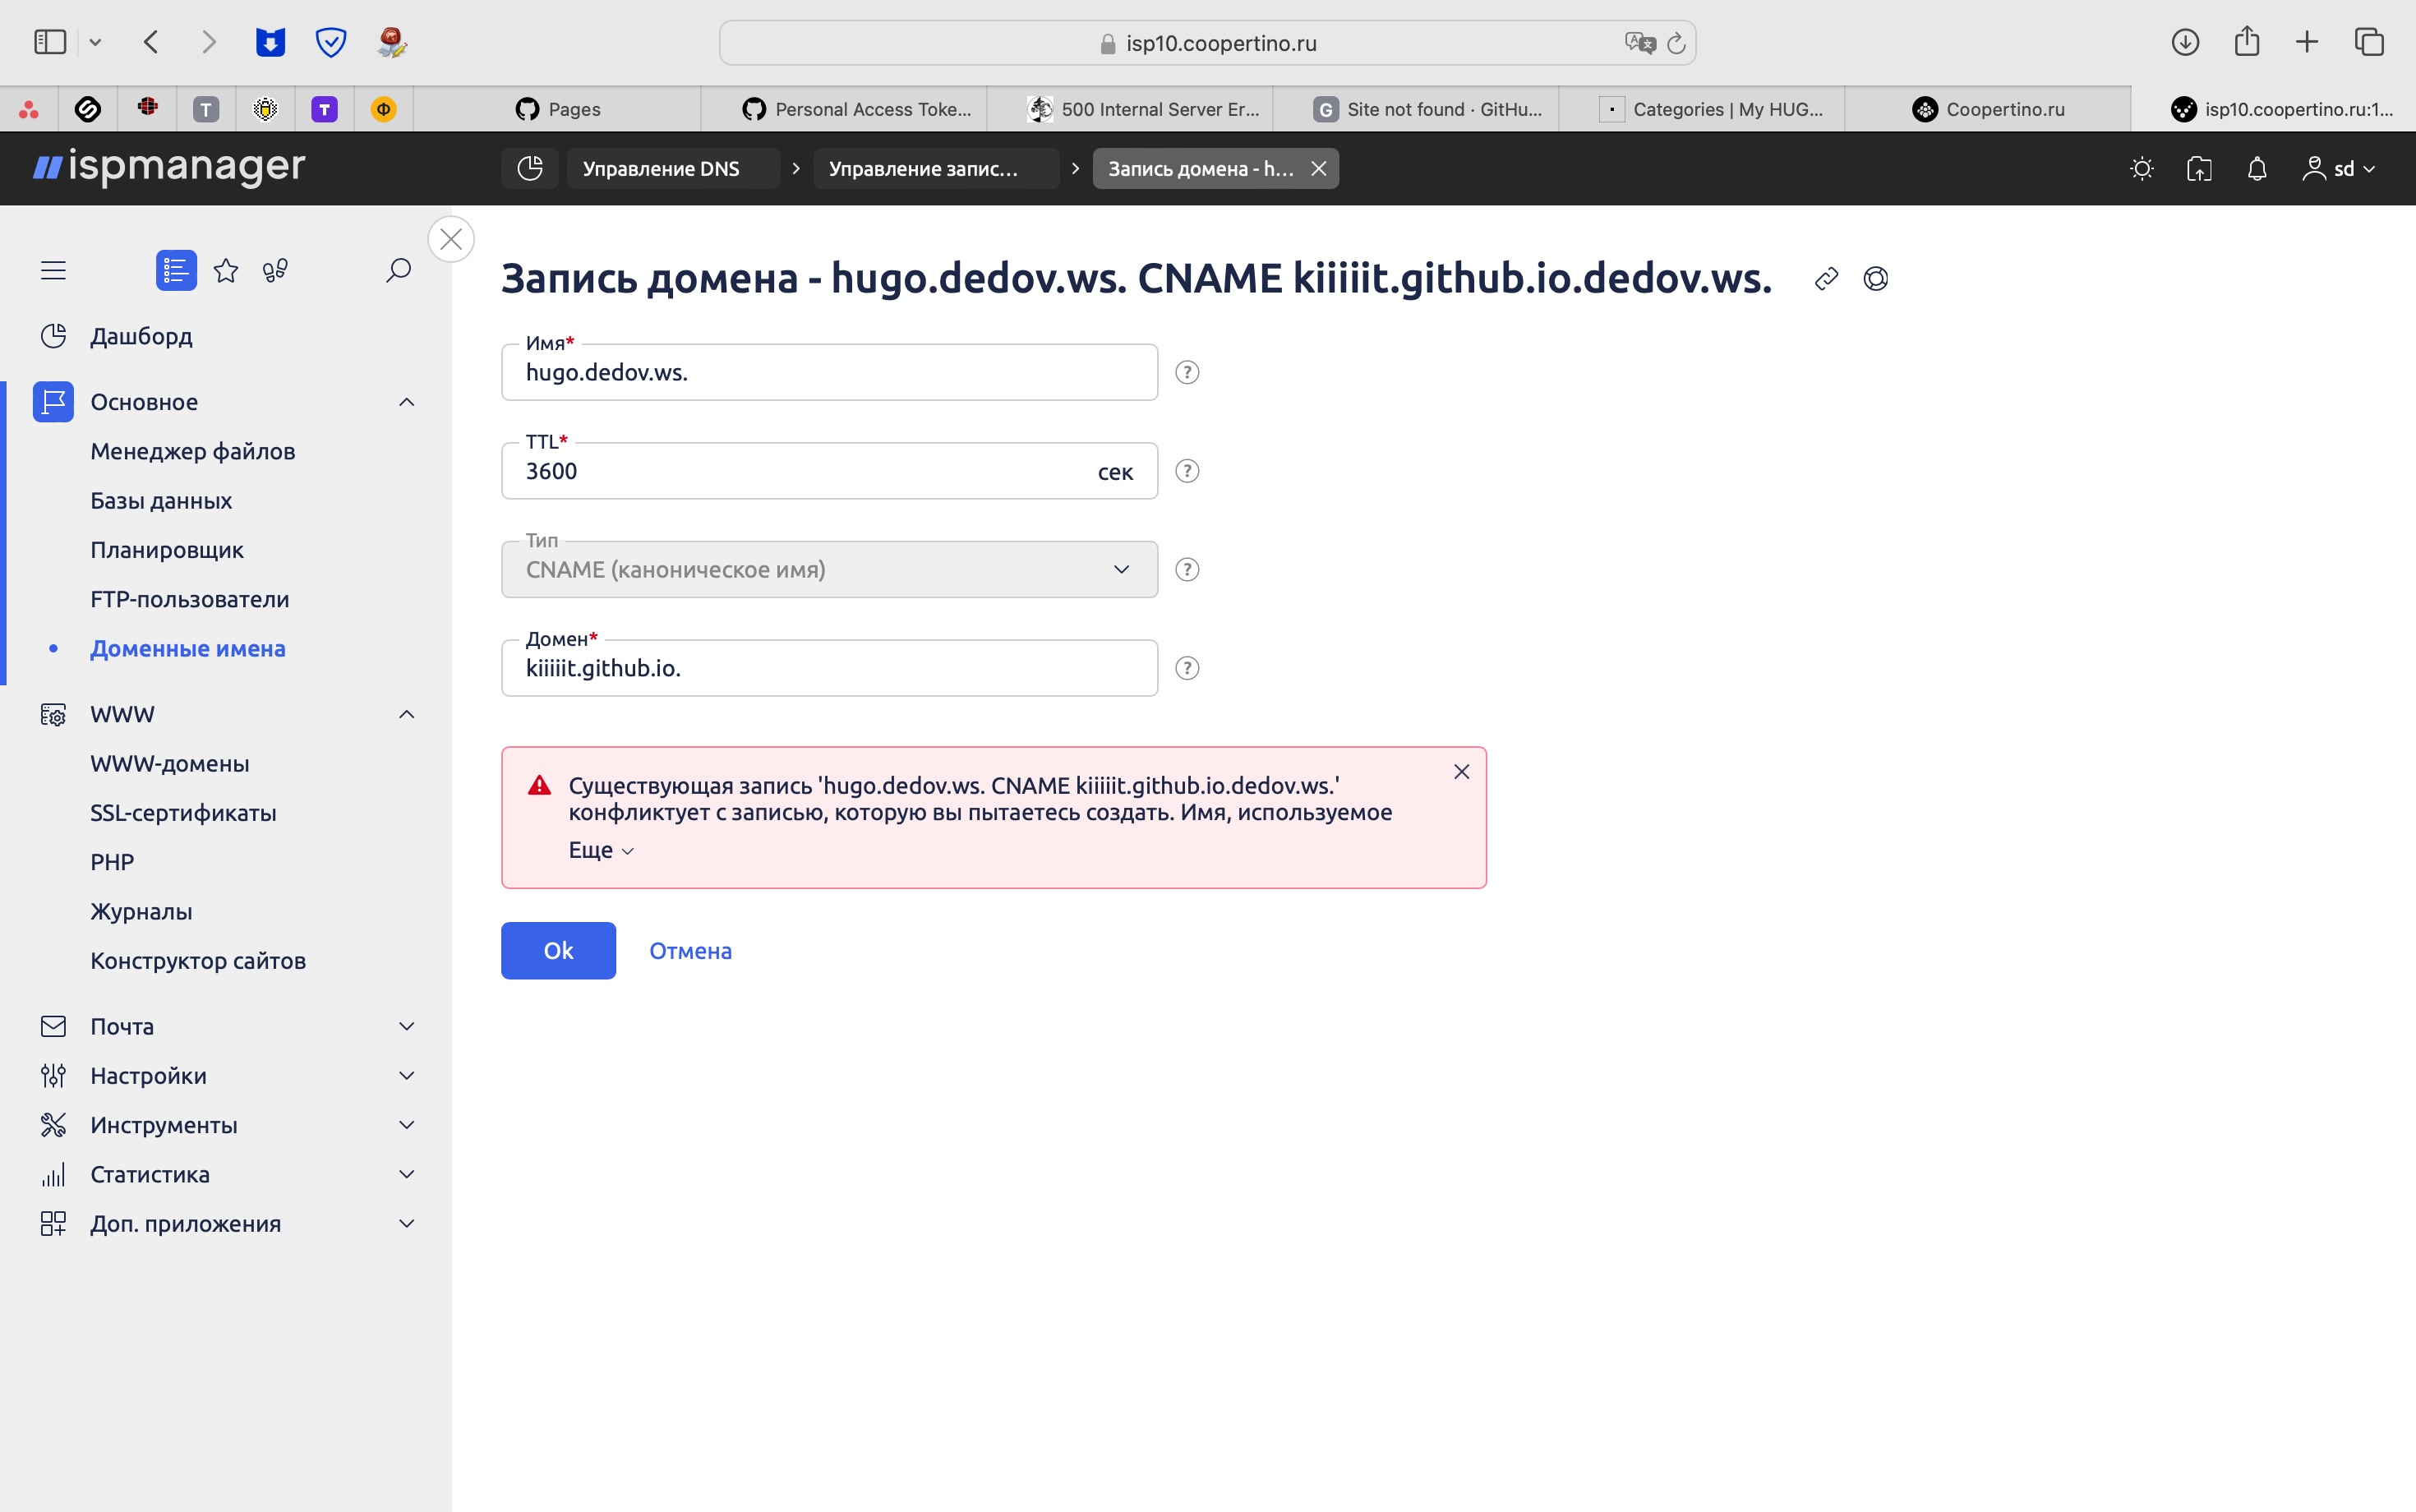 isp10.coopertino.ru
T
T
Ф
Pages
Personal Access Toke...
500 Internal Server Er...
G
Site not found · GitHu...
Categories | My HUG...
Coopertino.ru
isp10.coopertino.ru:1...
ispmanager
Управление DNS
Управление запис...
Запись домена - h...
sd
Запись домена - hugo.dedov.ws. CNAME kiiiiit.github.io.dedov.ws.
Дашборд
Основное
Менеджер файлов
Базы данных
Планировщик
FTP-пользователи
Доменные имена
WWW
WWW-домены
SSL-сертификаты
PHP
Журналы
Конструктор сайтов
Почта
Настройки
Инструменты
Статистика
Доп. приложения
Имя*
hugo.dedov.ws.
TTL*
3600 сек
Тип
CNAME (каноническое имя)
Домен*
kiiiiit.github.io.
Существующая запись 'hugo.dedov.ws. CNAME kiiiiit.github.io.dedov.ws.'
конфликтует с записью, которую вы пытаетесь создать. Имя, используемое
Еще
Ok
Отмена